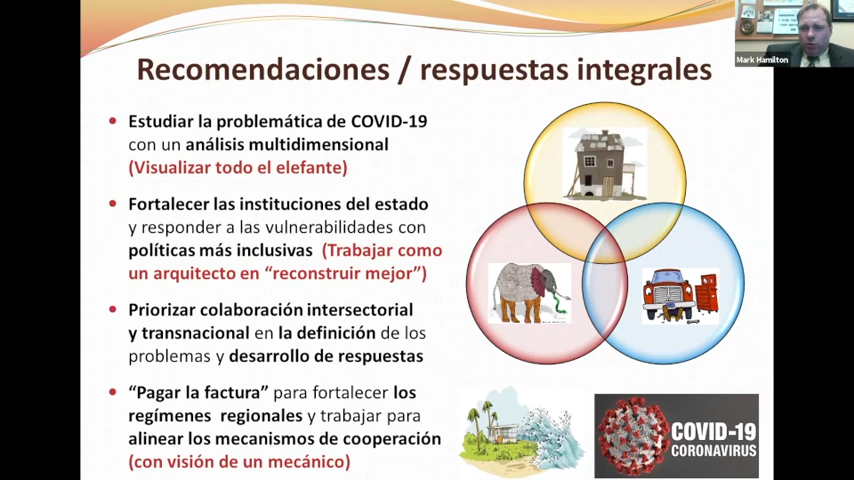 Recomendaciones / respuestas integrales
Mark Hamilton
Estudiar la problemática de COVID-19
con un análisis multidimensional
(Visualizar todo el elefante)
Fortalecer las instituciones del estado
y responder a las vulnerabilidades con
políticas más inclusivas (Trabajar como
un arquitecto en “reconstruir mejor”)
Priorizar colaboración intersectorial
y transnacional en la definición de los
problemas y desarrollo de respuestas
“Pagar la factura” para fortalecer los
regímenes regionales y trabajar para
alinear los mecanismos de cooperación
(con visión de un mecánico)
COVID-19
CORONAVIRUS